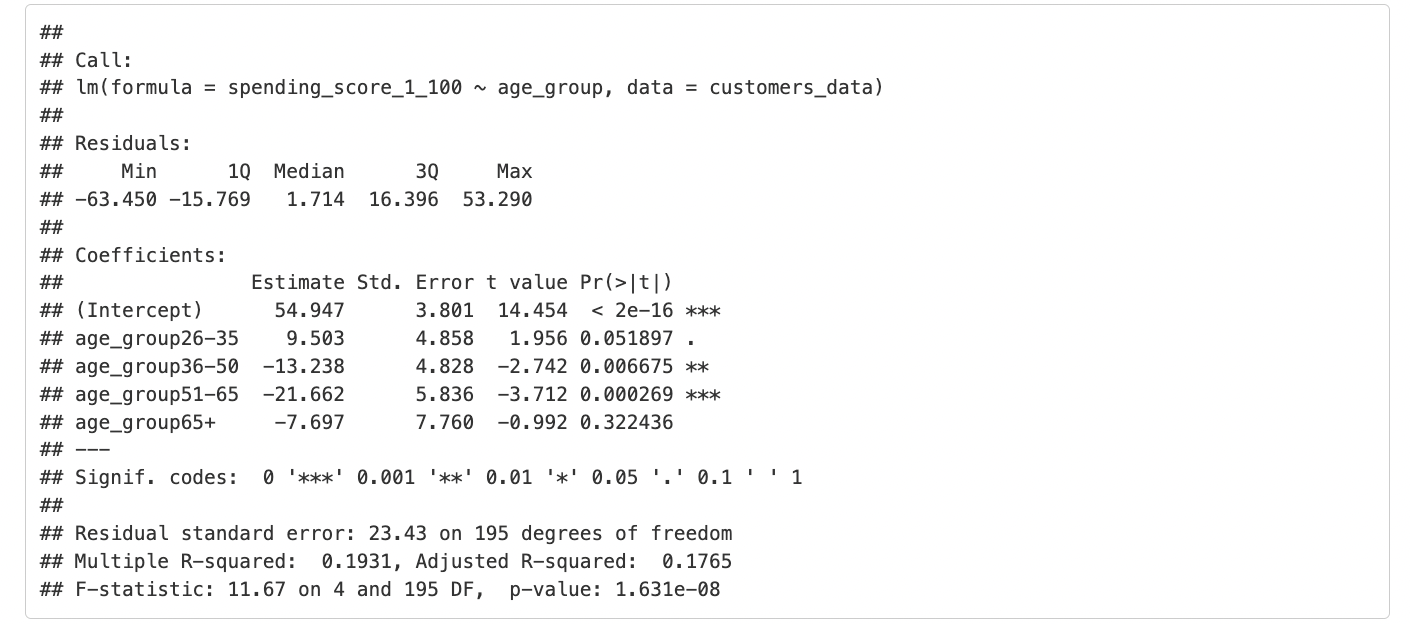 ##
## Call:
## lm(formula = spending_score_1_100 ~ age_group, data = customers_data)
##
## Residuals:
##     Min      1Q  Median      3Q     Max
## -63.450 -15.769   1.714  16.396  53.290
##
## Coefficients:
##                Estimate Std. Error t value Pr(>|t|)
## (Intercept)      54.947      3.801  14.454  < 2e-16 ***
## age_group26-35    9.503      4.858   1.956 0.051897 .
## age_group36-50  -13.238      4.828  -2.742 0.006675 **
## age_group51-65  -21.662      5.836  -3.712 0.000269 ***
## age_group65+     -7.697      7.760  -0.992 0.322436
## ---
## Signif. codes:  0 '***' 0.001 '**' 0.01 '*' 0.05 '.' 0.1 ' ' 1
##
## Residual standard error: 23.43 on 195 degrees of freedom
## Multiple R-squared:  0.1931, Adjusted R-squared:  0.1765
## F-statistic: 11.67 on 4 and 195 DF,  p-value: 1.631e-08